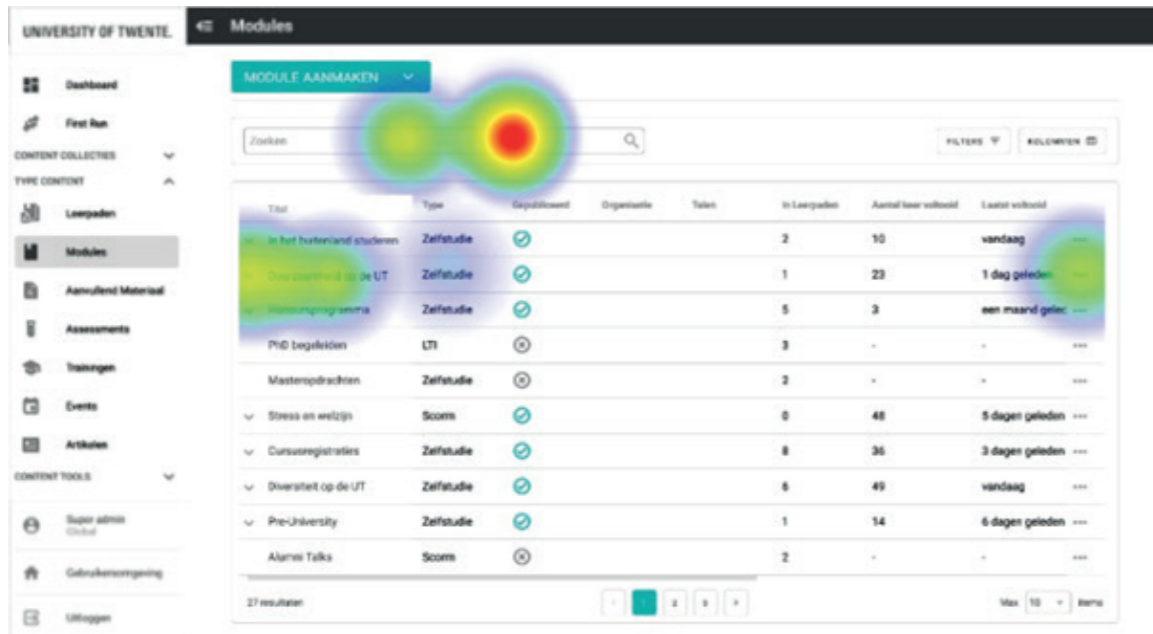 UNIVERSITY OF TWENTE.
Modules
Dashboard
First Run
CONTENT COLLECTIES
TYPE CONTENT
Leerpaden
Modules
Aanvullend Materiaal
Assessments
Trainingen
Events
Artikelen
CONTENT TOOLS
Super admin
Global
Gebruikersomgeving
Uitloggen
MODULE AANMAKEN
Zoeken
FILTERS KOLOMMEN
Titel Type Gepubliceerd Organisatie Talen In Leerpaden Aantal keer voltooid Laatst voltooid
In het buitenland studeren Zelfstudie 2 10 vandaag ...
Duurzaamheid op de UT Zelfstudie 1 23 1 dag geleden ...
Honoursprogramma Zelfstudie 5 3 een maand gelec ...
PhD begeleiden LTI 3 - - ...
Masteropdrachten Zelfstudie 2 - - ...
Stress en welzijn Scorm 0 48 5 dagen geleden ...
Cursusregistraties Zelfstudie 8 36 3 dagen geleden ...
Diversiteit op de UT Zelfstudie 6 49 vandaag ...
Pre-University Zelfstudie 1 14 6 dagen geleden ...
Alumni Talks Scorm 2 - - ...
27 resultaten 1 2 3 Max 10 items